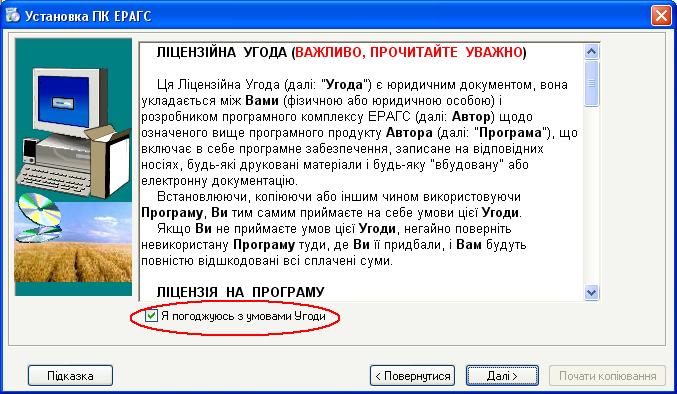 Установка ПК ЕРАГС
ЛІЦЕНЗІЙНА УГОДА (ВАЖЛИВО, ПРОЧИТАЙТЕ УВАЖНО)
Ця Ліцензійна Угода (далі: "Угода") є юридичним документом, вона
укладається між Вами (фізичною або юридичною особою) і
розробником програмного комплексу ЕРАГС (далі: Автор) щодо
означеного вище програмного продукту Автора (далі: "Програма"), що
включає в себе програмне забезпечення, записане на відповідних
носіях, будь-які друковані матеріали і будь-яку "вбудовану" або
електронну документацію.
Встановлюючи, копіюючи або іншим чином використовуючи
Програму, Ви тим самим приймаєте на себе умови цієї Угоди.
Якщо Ви не приймаєте умов цієї Угоди, негайно поверніть
невикористану Програму туди, де Ви її придбали, і Вам будуть
повністю відшкодовані всі сплачені суми.
ЛІЦЕНЗІЯ НА ПРОГРАМУ
Я погоджуюсь з умовами Угоди
Підказка
< Повернутися
Далі >
Почати копіювання